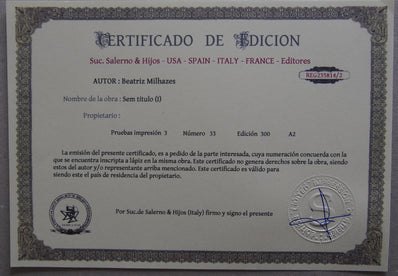 CERTIFICADO DE EDICION
Suc. Salerno & Hijos - USA - SPAIN - ITALY - FRANCE - Editores
REG235814/2
AUTOR : Beatriz Milhazes
Nombre de la obra : Sem título (I)
Propietario :
Pruebas impresión 3 Número 33 Edición 300 A2
La emisión del presente certificado, es a pedido de la parte interesada, cuya numeración concuerda con la
que se encuentra inscripta a lápiz en la misma obra. Este certificado no genera derechos sobre la obra, siendo
estos del autor y/o representante arriba mencionado. Este certificado es válido para
siendo este el país de residencia del propietario.
Por Suc.de Salerno & Hijos (Italy) firmo y signo el presente